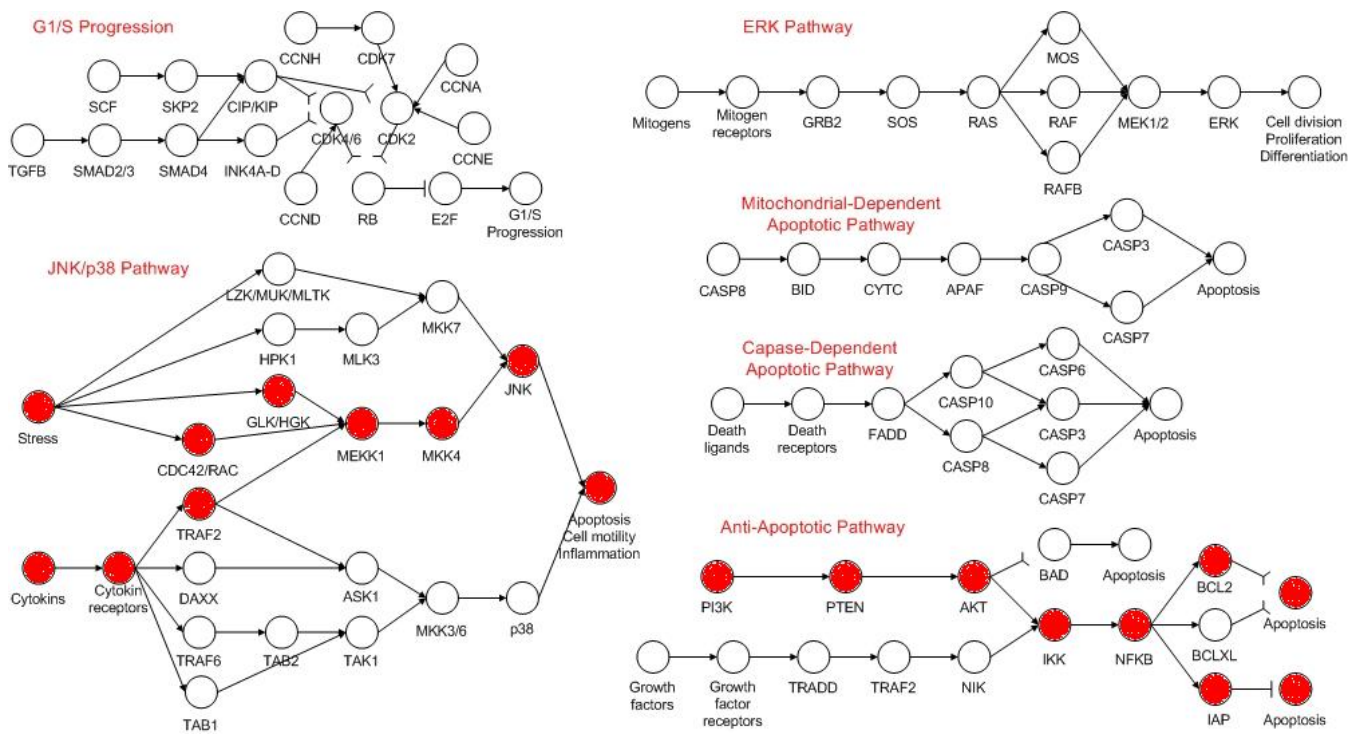 G1/S Progression
CCNH
CDK7
CCNA
SCF
SKP2
CIP/KIP
CDK4/6
CDK2
CCNE
TGFB
SMAD2/3
SMAD4
INK4A-D
CCND
RB
E2F
G1/S
Progression
ERK Pathway
MOS
Mitogens
Mitogen
receptors
GRB2
SOS
RAS
RAF
MEK1/2
ERK
Cell division
Proliferation
Differentiation
RAFB
Mitochondrial-Dependent
Apoptotic Pathway
CASP3
CASP8
BID
CYTC
APAF
CASP9
Apoptosis
CASP7
JNK/p38 Pathway
LZK/MUK/MLTK
MKK7
HPK1
MLK3
JNK
Stress
GLK/HGK
CDC42/RAC
MEKK1
MKK4
TRAF2
Apoptosis
Cell motility
Inflammation
Cytokins
Cytokin
receptors
DAXX
ASK1
MKK3/6
p38
TRAF6
TAB2
TAK1
TAB1
Capase-Dependent
Apoptotic Pathway
CASP6
Death
ligands
Death
receptors
FADD
CASP10
CASP3
Apoptosis
CASP8
CASP7
Anti-Apoptotic Pathway
BAD
Apoptosis
BCL2
PI3K
PTEN
AKT
Apoptosis
IKK
NFKB
BCLXL
Growth
factors
Growth
factor
receptors
TRADD
TRAF2
NIK
IAP
Apoptosis